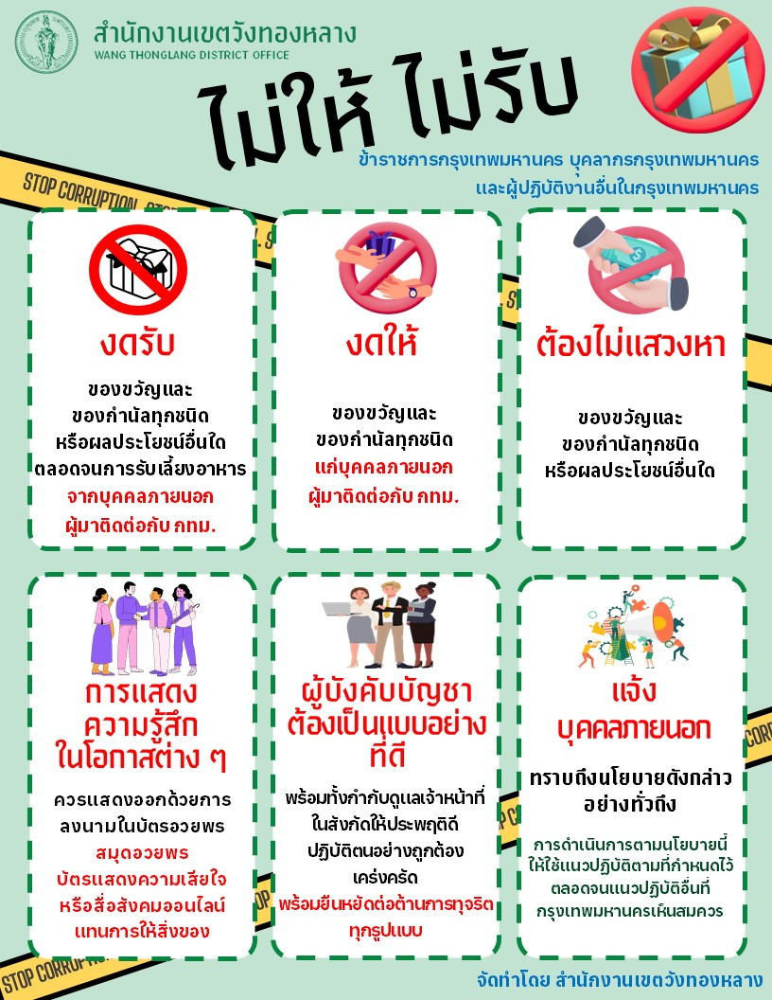 สำนักงานเขตวังทองหลาง
WANG THONGLANG DISTRICT OFFICE
ไม่ให้ ไม่รับ
ข้าราชการกรุงเทพมหานคร บุคลากรกรุงเทพมหานคร
และผู้ปฏิบัติงานอื่นในกรุงเทพมหานคร
STOP CORRUPTION.
งดรับ
ของขวัญและ
ของกำนัลทุกชนิด
หรือผลประโยชน์อื่นใด
ตลอดจนการรับเลี้ยงอาหาร
จากบุคคลภายนอก
ผู้มาติดต่อกับ กทม.
งดให้
ของขวัญและ
ของกำนัลทุกชนิด
แก่บุคคลภายนอก
ผู้มาติดต่อกับ กทม.
ต้องไม่แสวงหา
ของขวัญและ
ของกำนัลทุกชนิด
หรือผลประโยชน์อื่นใด
การแสดง
ความรู้สึก
ในโอกาสต่าง ๆ
ควรแสดงออกด้วยการ
ลงนามในบัตรอวยพร
สมุดอวยพร
บัตรแสดงความเสียใจ
หรือสื่อสังคมออนไลน์
แทนการให้สิ่งของ
ผู้บังคับบัญชา
ต้องเป็นแบบอย่าง
ที่ดี
พร้อมทั้งกำกับดูแลเจ้าหน้าที่
ในสังกัดให้ประพฤติดี
ปฏิบัติตนอย่างถูกต้อง
เคร่งครัด
พร้อมยืนหยัดต่อต้านการทุจริต
ทุกรูปแบบ
แจ้ง
บุคคลภายนอก
ทราบถึงนโยบายดังกล่าว
อย่างทั่วถึง
การดำเนินการตามนโยบายนี้
ให้ใช้แนวปฏิบัติตามที่กำหนดไว้
ตลอดจนแนวปฏิบัติอื่นที่
กรุงเทพมหานครเห็นสมควร
จัดทำโดย สำนักงานเขตวังทองหลาง